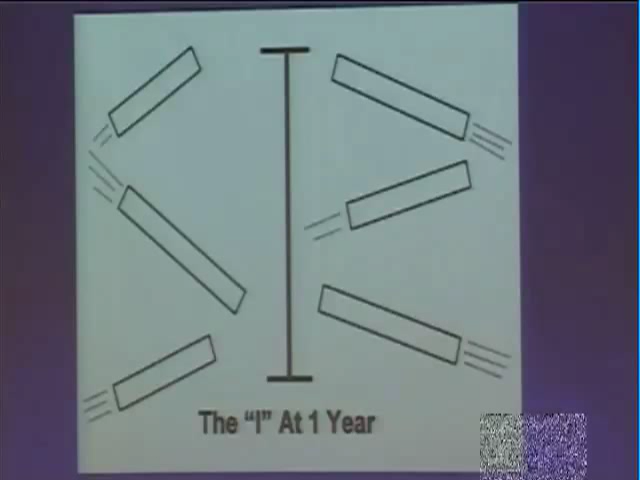 The “I” At 1 Year